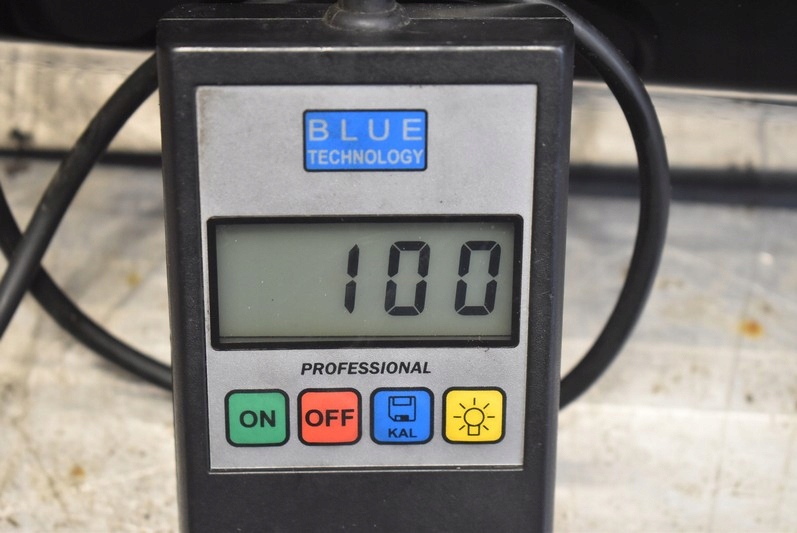 BLUE
TECHNOLOGY
100
PROFESSIONAL
ON OFF KAL